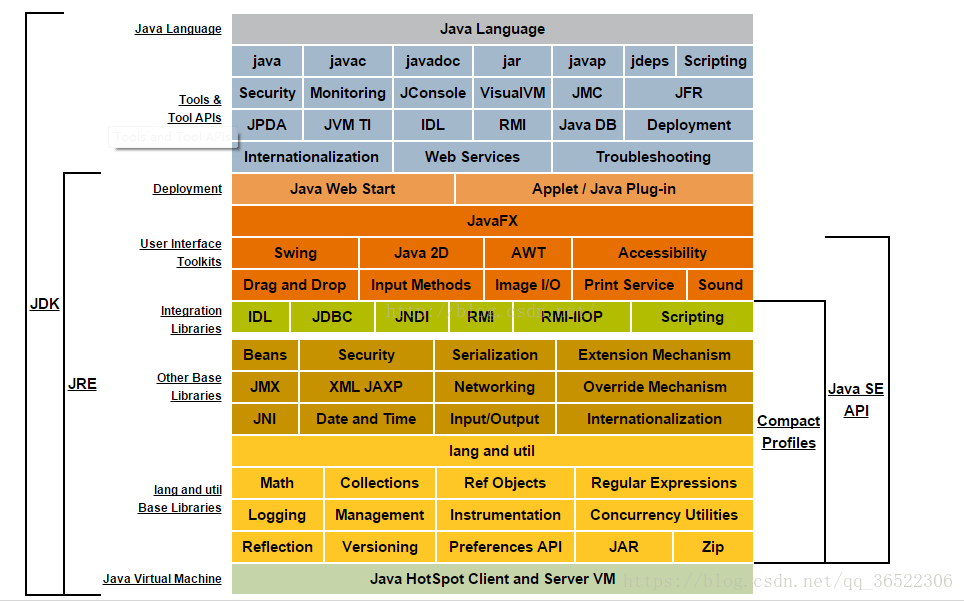 Java Language
Java Language
java javac javadoc jar javap jdeps Scripting
Tools &
Tool APIs
Security Monitoring JConsole VisualVM JMC JFR
JPDA JVM TI IDL RMI Java DB Deployment
Tools and Tool APIs
Internationalization Web Services Troubleshooting
Deployment
Java Web Start Applet / Java Plug-in
JavaFX
User Interface
Toolkits
Swing Java 2D AWT Accessibility
Drag and Drop Input Methods Image I/O Print Service Sound
JDK
Integration
Libraries
IDL JDBC JNDI RMI RMI-IIOP Scripting
JRE
Other Base
Libraries
Beans Security Serialization Extension Mechanism
JMX XML JAXP Networking Override Mechanism
JNI Date and Time Input/Output Internationalization
Java SE
API
Compact
Profiles
lang and util
lang and util
Base Libraries
Math Collections Ref Objects Regular Expressions
Logging Management Instrumentation Concurrency Utilities
Reflection Versioning Preferences API JAR Zip
Java Virtual Machine
Java HotSpot Client and Server VM
https://blog.csdn.net/qq_36522306